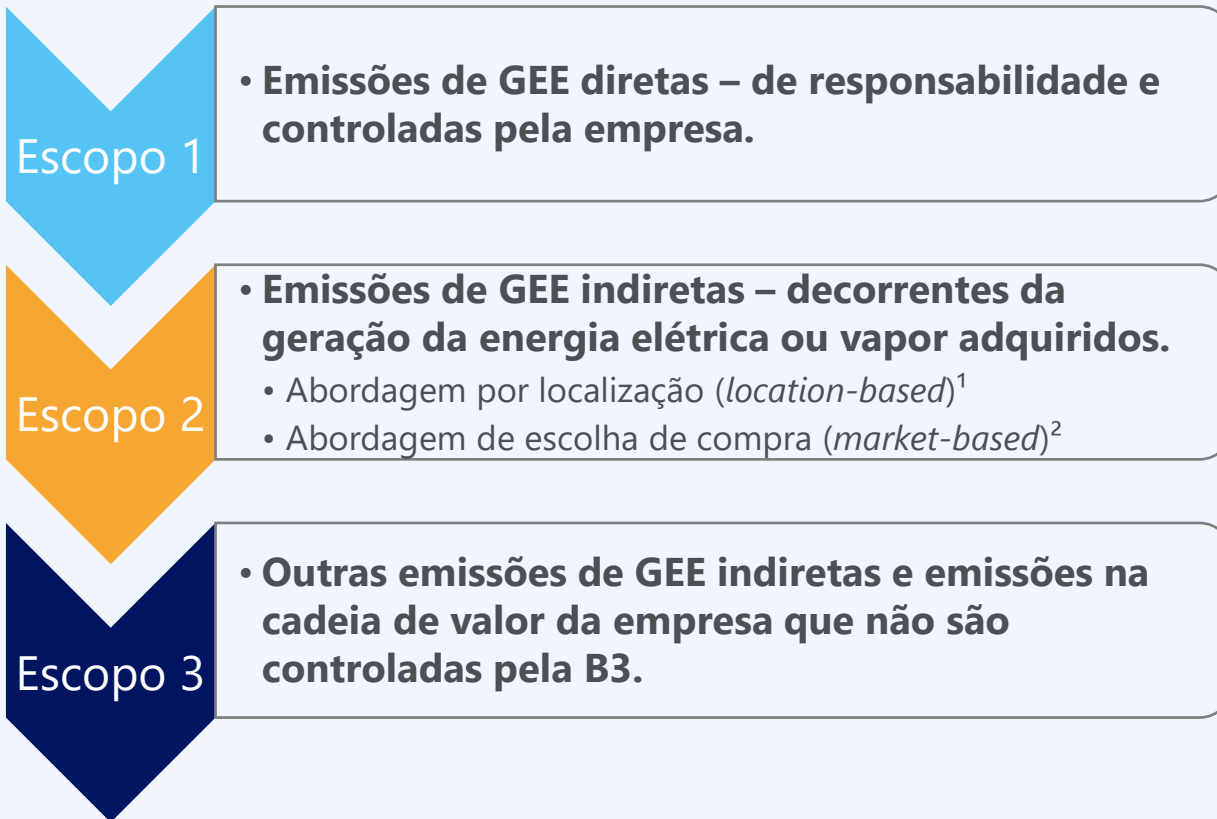 Escopo 1
• Emissões de GEE diretas – de responsabilidade e
controladas pela empresa.
Escopo 2
• Emissões de GEE indiretas – decorrentes da
geração da energia elétrica ou vapor adquiridos.
• Abordagem por localização (location-based)¹
• Abordagem de escolha de compra (market-based)²
Escopo 3
• Outras emissões de GEE indiretas e emissões na
cadeia de valor da empresa que não são
controladas pela B3.